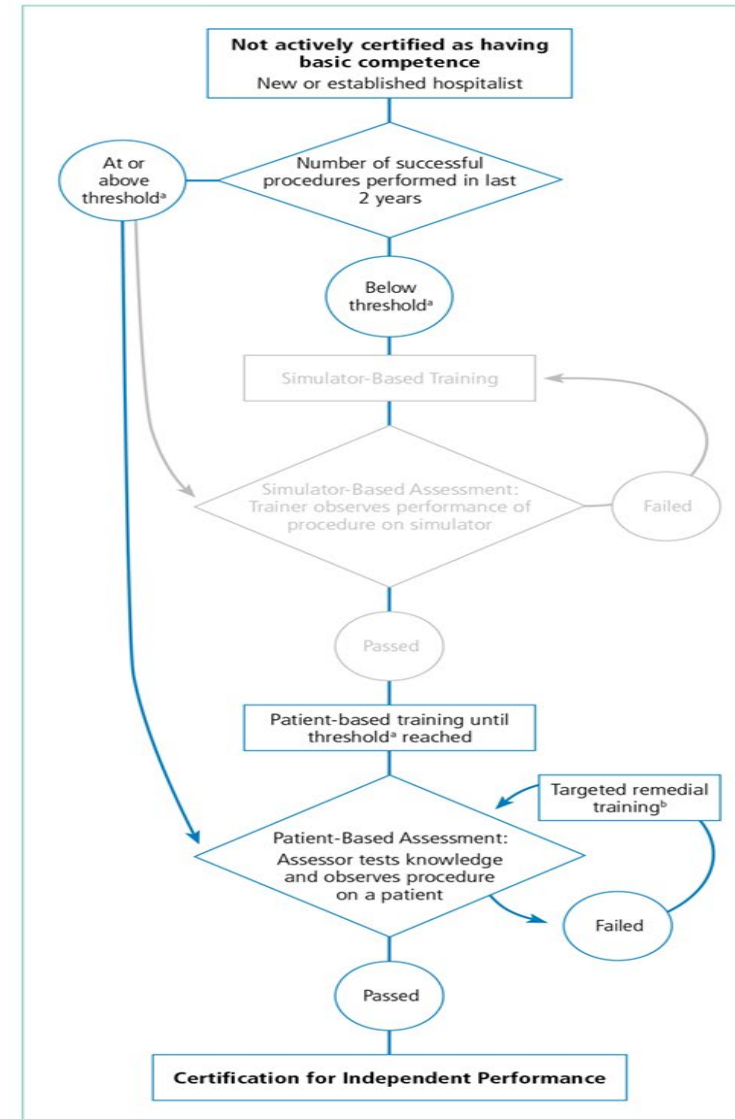 Not actively certified as having
basic competence
New or established hospitalist
At or
above
thresholdᵃ
Number of successful
procedures performed in last
2 years
Below
thresholdᵃ
Simulator-Based Training
Simulator-Based Assessment:
Trainer observes performance of
procedure on simulator
Failed
Passed
Patient-based training until
thresholdᵃ reached
Targeted remedial
trainingᵇ
Patient-Based Assessment:
Assessor tests knowledge
and observes procedure
on a patient
Failed
Passed
Certification for Independent Performance